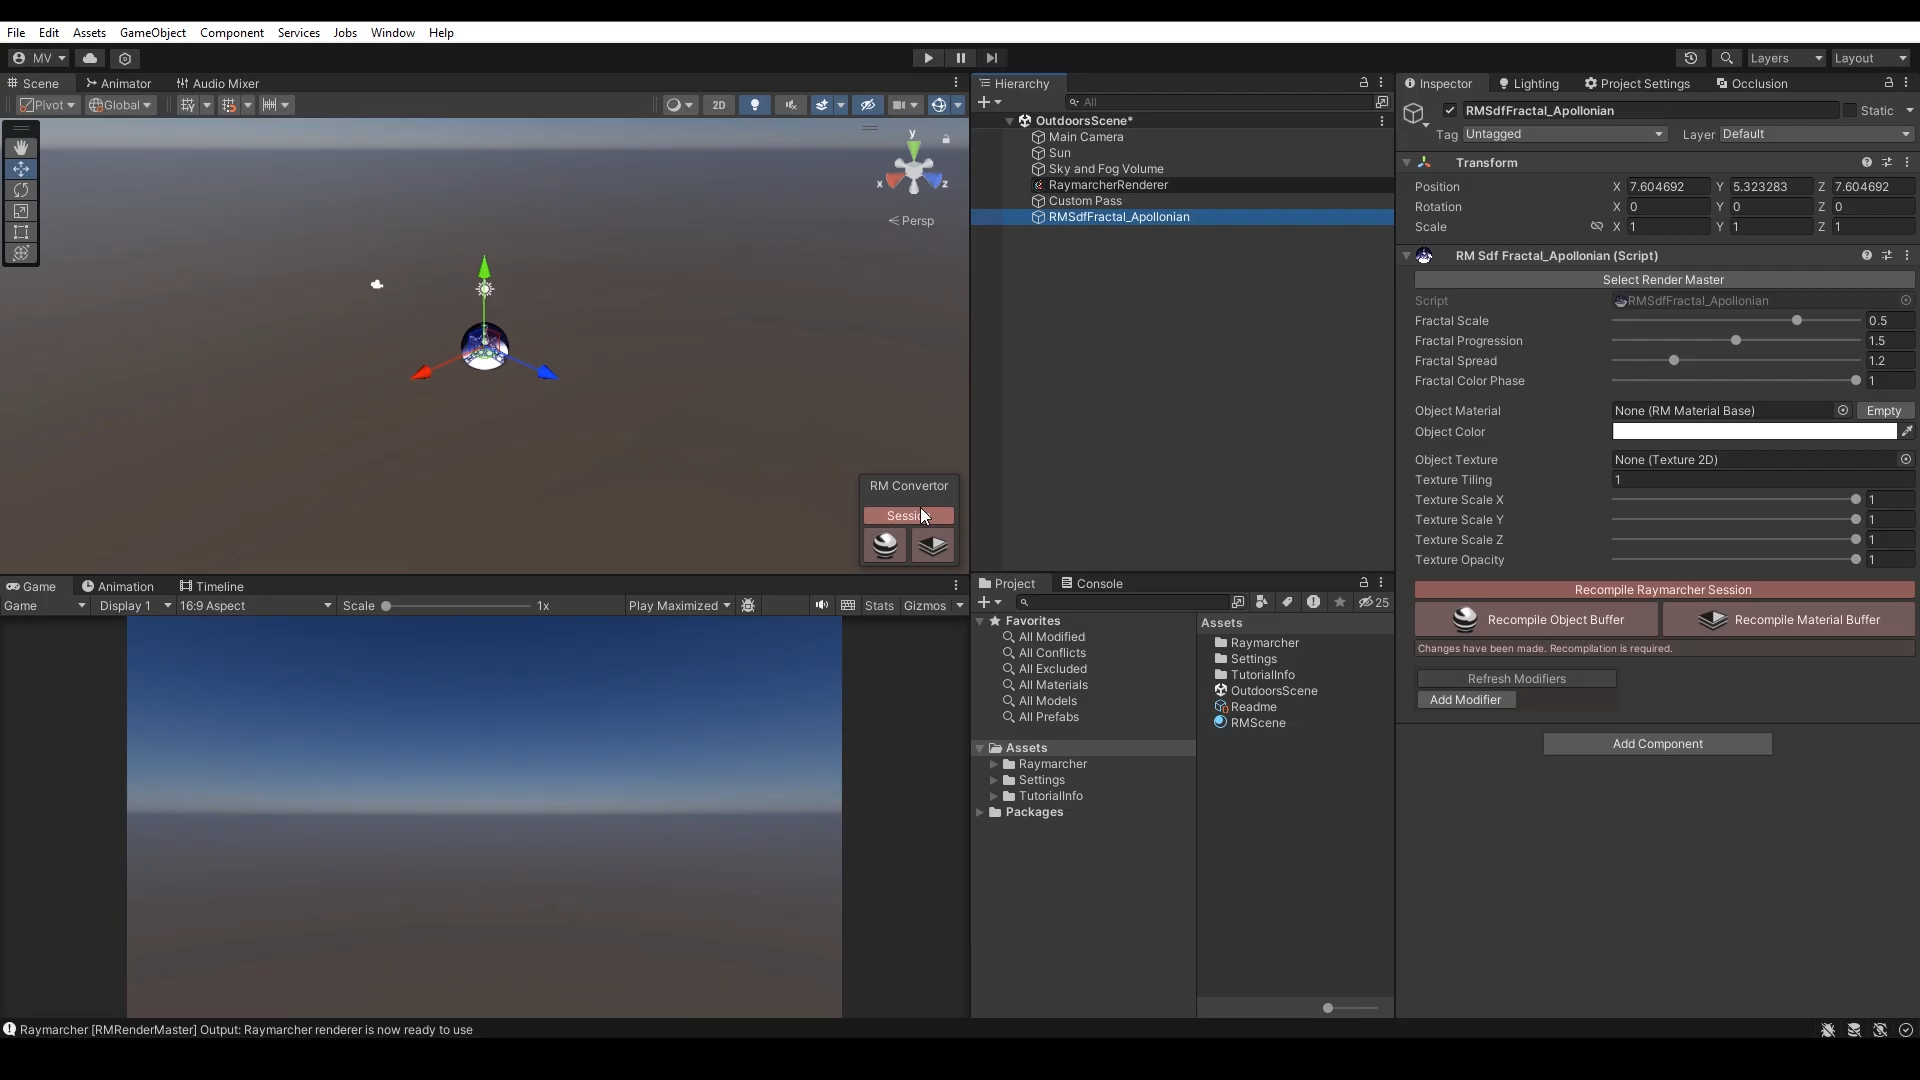 File Edit Assets GameObject Component Services Jobs Window Help
MV Layers Layout
Scene Animator Audio Mixer
Pivot Global 2D
y
x z
Persp
RM Convertor
Game Animation Timeline
Game Display 1 16:9 Aspect Scale 1x Play Maximized Stats Gizmos
Hierarchy
All
OutdoorsScene*
Main Camera
Sun
Sky and Fog Volume
RaymarcherRenderer
Custom Pass
RMSdfFractal_Apollonian
Project Console
25
Favorites
All Modified
All Conflicts
All Excluded
All Materials
All Models
All Prefabs
Assets
Raymarcher
Settings
TutorialInfo
Packages
Assets
Raymarcher
Settings
TutorialInfo
OutdoorsScene
Readme
RMScene
Inspector Lighting Project Settings Occlusion
RMSdfFractal_Apollonian Static
Tag Untagged Layer Default
Transform
Position X 7.604692 Y 5.323283 Z 7.604692
Rotation X 0 Y 0 Z 0
Scale X 1 Y 1 Z 1
RM Sdf Fractal_Apollonian (Script)
Select Render Master
Script RMSdfFractal_Apollonian
Fractal Scale 0.5
Fractal Progression 1.5
Fractal Spread 1.2
Fractal Color Phase 1
Object Material None (RM Material Base) Empty
Object Color
Object Texture None (Texture 2D)
Texture Tiling 1
Texture Scale X 1
Texture Scale Y 1
Texture Scale Z 1
Texture Opacity 1
Recompile Raymarcher Session
Recompile Object Buffer Recompile Material Buffer
Changes have been made. Recompilation is required.
Refresh Modifiers
Add Modifier
Add Component
Raymarcher [RMRenderMaster] Output: Raymarcher renderer is now ready to use